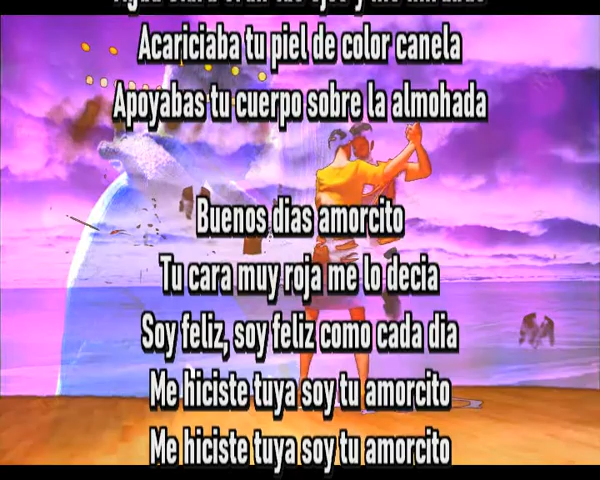 Acariciaba tu piel de color canela
Apoyabas tu cuerpo sobre la almohada
Buenos dias amorcito
Tu cara muy roja me lo decia
Soy feliz, soy feliz como cada dia
Me hiciste tuya soy tu amorcito
Me hiciste tuya soy tu amorcito